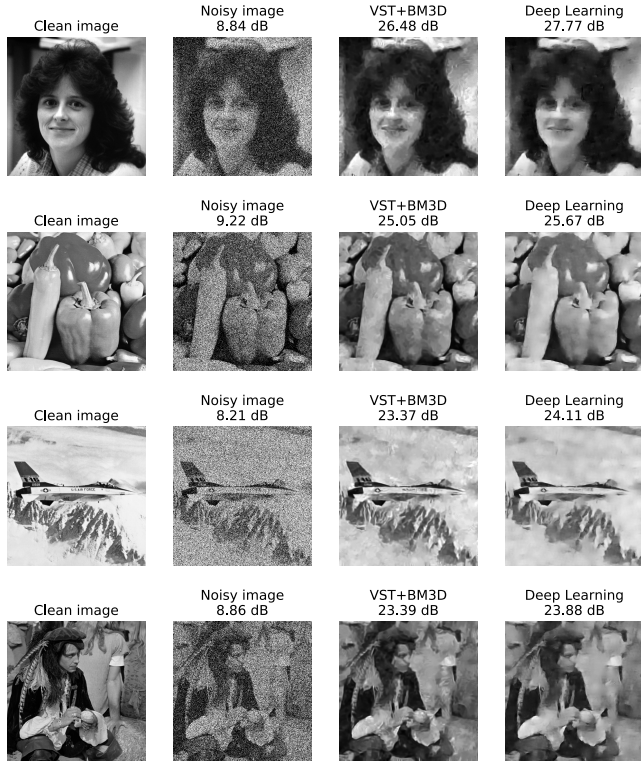 Clean image
Noisy image
8.84 dB
VST+BM3D
26.48 dB
Deep Learning
27.77 dB
Clean image
Noisy image
9.22 dB
VST+BM3D
25.05 dB
Deep Learning
25.67 dB
Clean image
Noisy image
8.21 dB
VST+BM3D
23.37 dB
Deep Learning
24.11 dB
Clean image
Noisy image
8.86 dB
VST+BM3D
23.39 dB
Deep Learning
23.88 dB